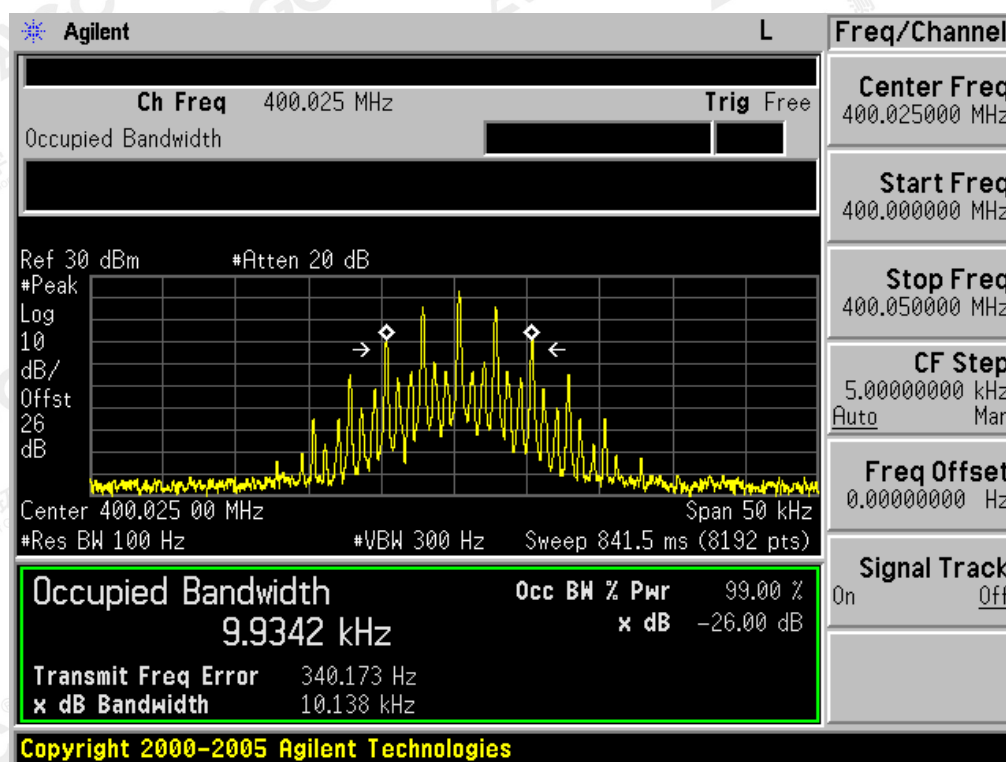 Agilent L
Freq/Channel
Ch Freq 400.025 MHz Trig Free
Occupied Bandwidth
Center Freq
400.025000 MHz
Start Freq
400.000000 MHz
Stop Freq
400.050000 MHz
CF Step
5.00000000 kHz
Auto Man
Freq Offset
0.00000000 Hz
Signal Track
On Off
Ref 30 dBm #Atten 20 dB
#Peak
Log
10
dB/
Offst
26
dB
Center 400.025 00 MHz Span 50 kHz
#Res BW 100 Hz #VBW 300 Hz Sweep 841.5 ms (8192 pts)
Occupied Bandwidth
9.9342 kHz
Occ BW % Pwr 99.00 %
x dB -26.00 dB
Transmit Freq Error 340.173 Hz
x dB Bandwidth 10.138 kHz
Copyright 2000-2005 Agilent Technologies